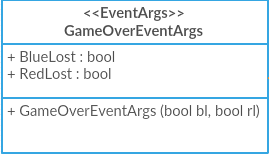 <<EventArgs>>
GameOverEventArgs
+ BlueLost : bool
+ RedLost : bool
+ GameOverEventArgs (bool bl, bool rl)